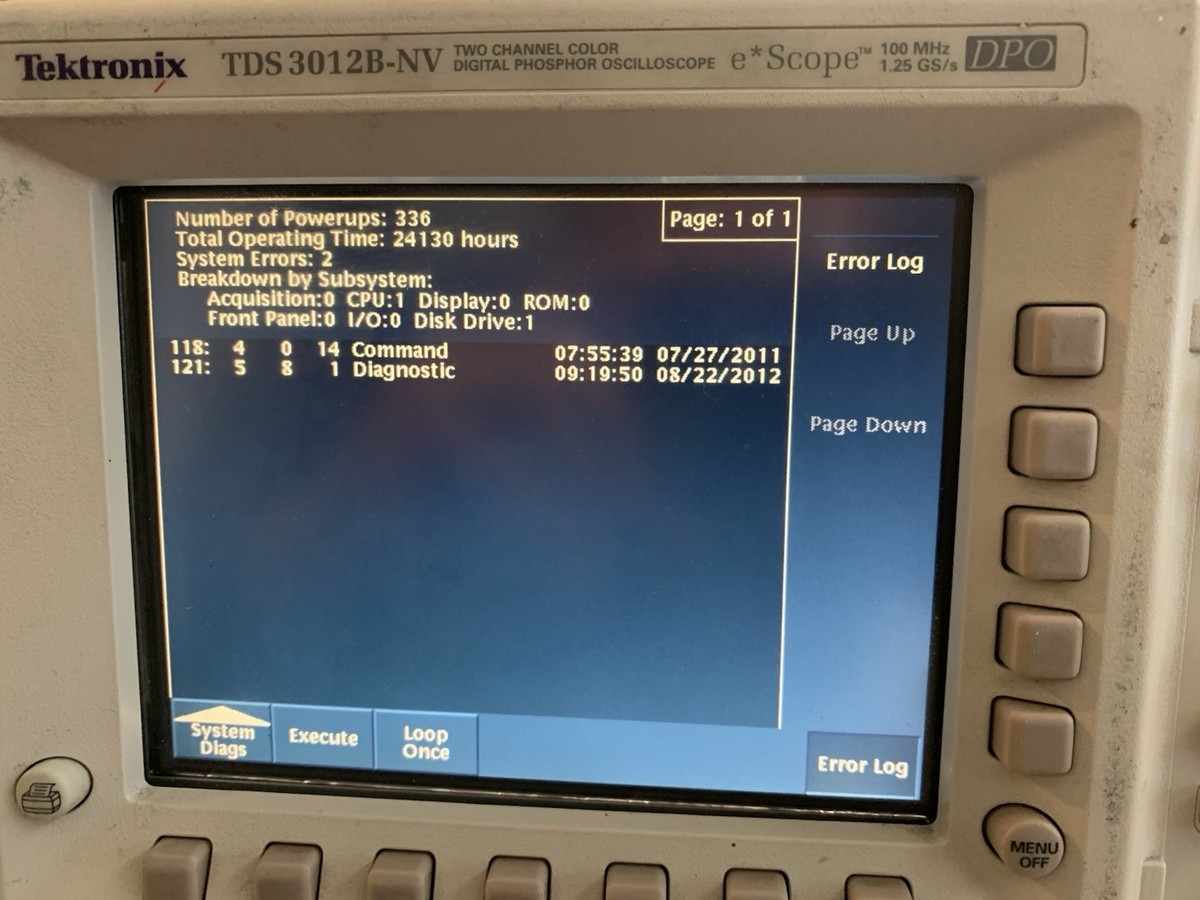 Tektronix TDS 3012B-NV TWO CHANNEL COLOR DIGITAL PHOSPHOR OSCILLOSCOPE e*Scope™ 100 MHz 1.25 GS/s DPO
Number of Powerups: 336
Page: 1 of 1
Total Operating Time: 24130 hours
System Errors: 2
Breakdown by Subsystem:
Acquisition:0 CPU:1 Display:0 ROM:0
Front Panel:0 I/O:0 Disk Drive:1
118: 4 0 14 Command 07:55:39 07/27/2011
121: 5 8 1 Diagnostic 09:19:50 08/22/2012
Error Log
Page Up
Page Down
System
Diags
Execute
Loop
Once
Error Log
MENU
OFF